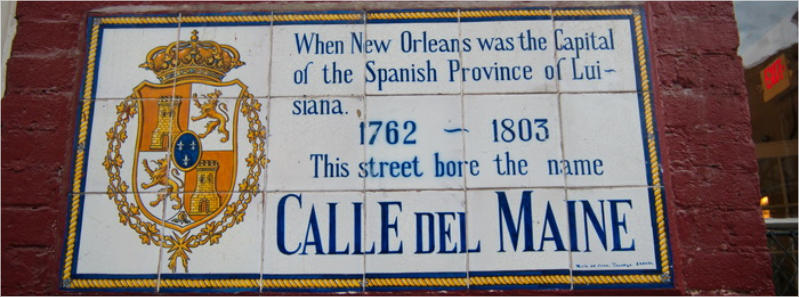 When New Orleans was the Capital
of the Spanish Province of Lui-
siana.
1762 ~ 1803
This street bore the name
CALLE DEL MAINE